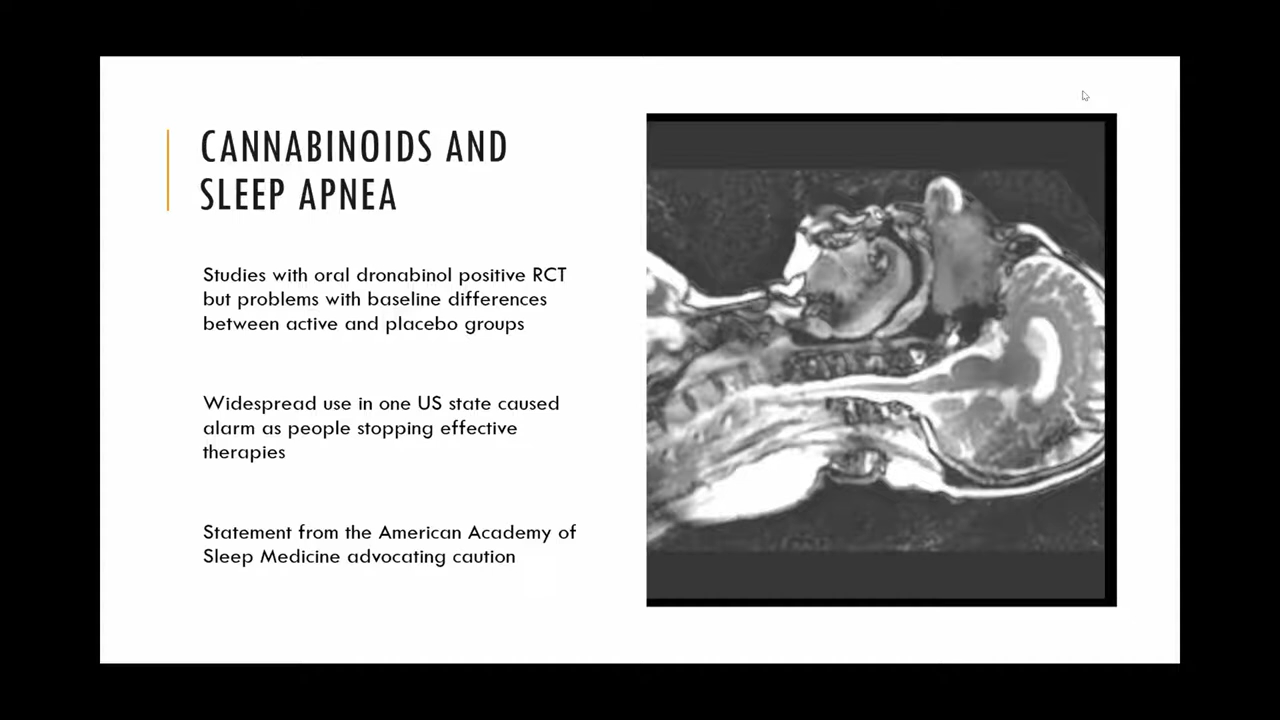 CANNABINOIDS AND
SLEEP APNEA
Studies with oral dronabinol positive RCT
but problems with baseline differences
between active and placebo groups
Widespread use in one US state caused
alarm as people stopping effective
therapies
Statement from the American Academy of
Sleep Medicine advocating caution